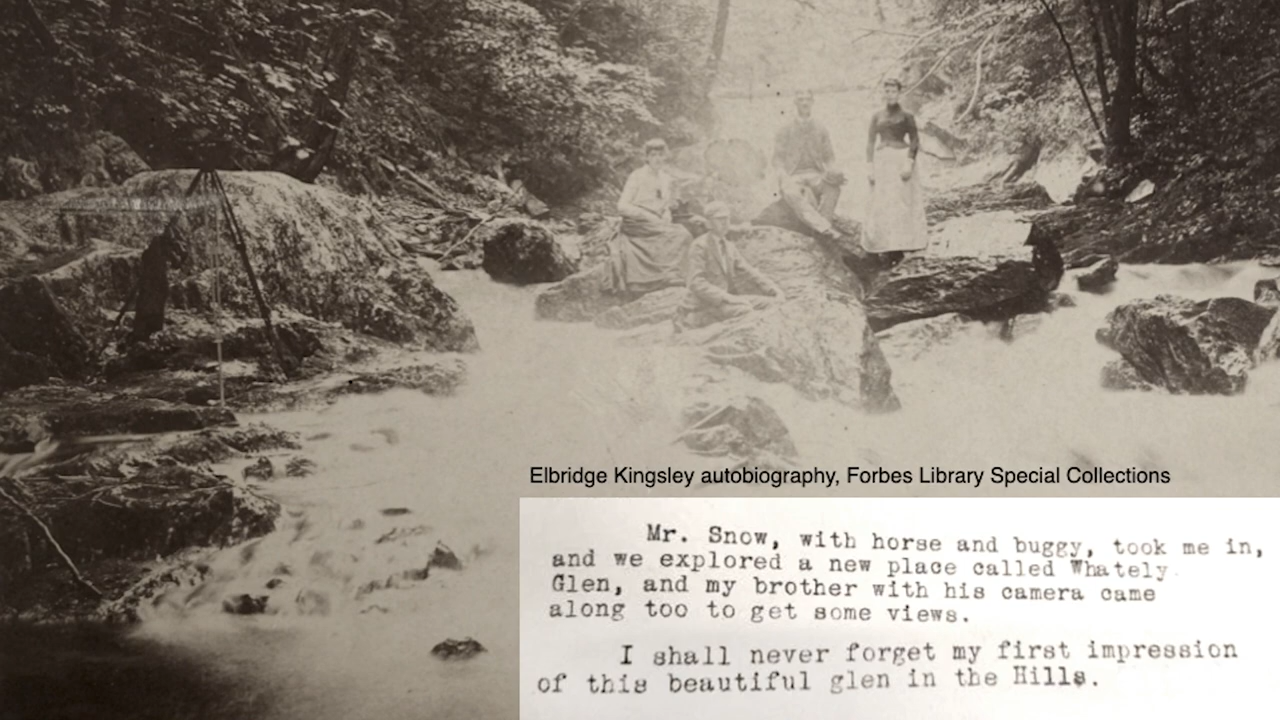 Elbridge Kingsley autobiography, Forbes Library Special Collections
Mr. Snow, with horse and buggy, took me in,
and we explored a new place called Whately
Glen, and my brother with his camera came
along too to get some views.
I shall never forget my first impression
of this beautiful glen in the Hills.